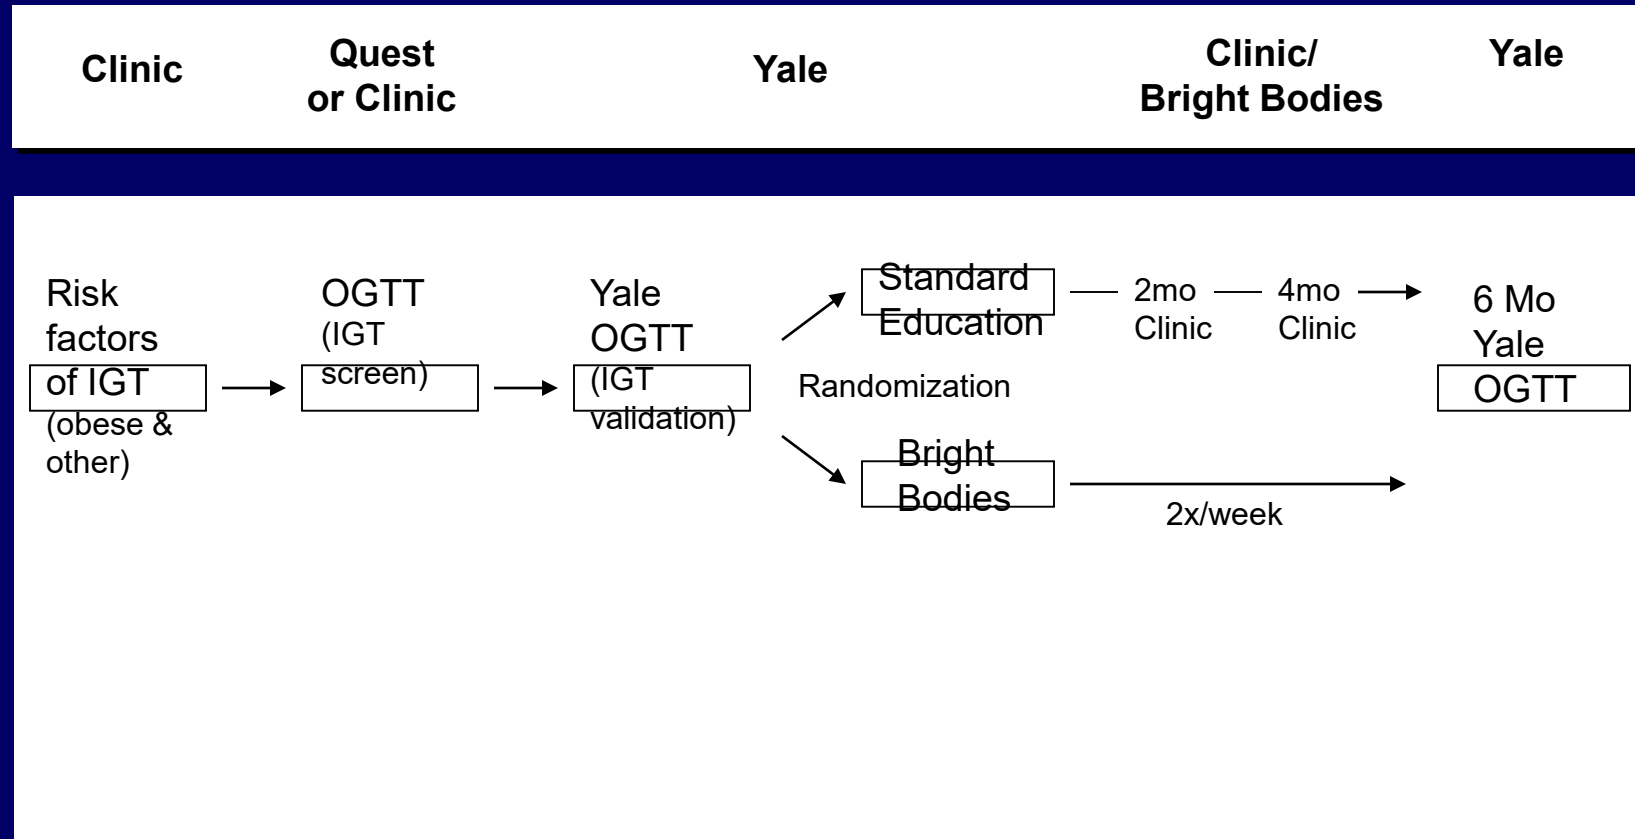 Clinic
Quest
or Clinic
Yale
Clinic/
Bright Bodies
Yale
Risk
factors
of IGT
(obese &
other)
OGTT
(IGT
screen)
Yale
OGTT
(IGT
validation)
Randomization
Standard
Education
2mo
Clinic
4mo
Clinic
Bright
Bodies
2x/week
6 Mo
Yale
OGTT